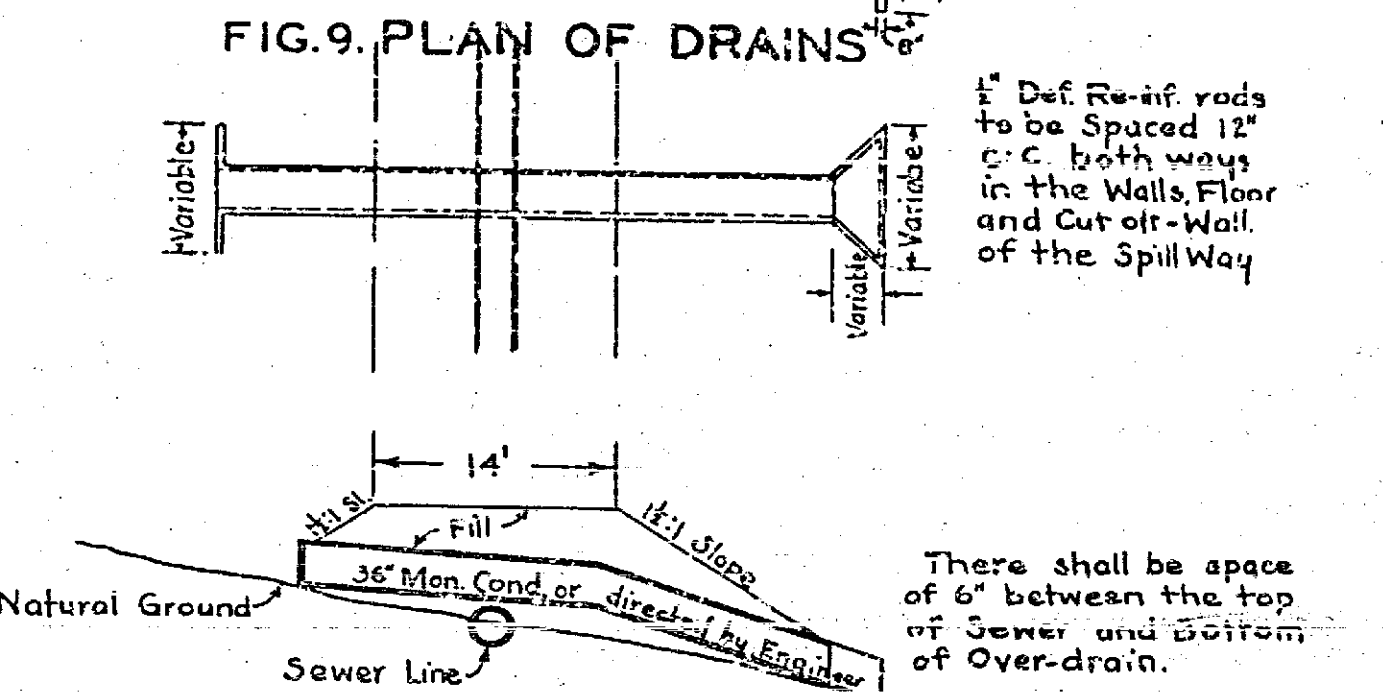 FIG.9. PLAN OF DRAINS
8"
Variable
Variable
Variable
½" Def. Re-inf. rods
to be Spaced 12"
c.c. both ways
in the Walls, Floor
and Cut off-Wall.
of the Spill Way
14'
1½:1 Sl.
Fill
1½:1 Slope
36" Mon. Cond, or directed by Engineer
Natural Ground
Sewer Line
There shall be space
of 6" between the top
of Sewer and Bottom
of Over-drain.